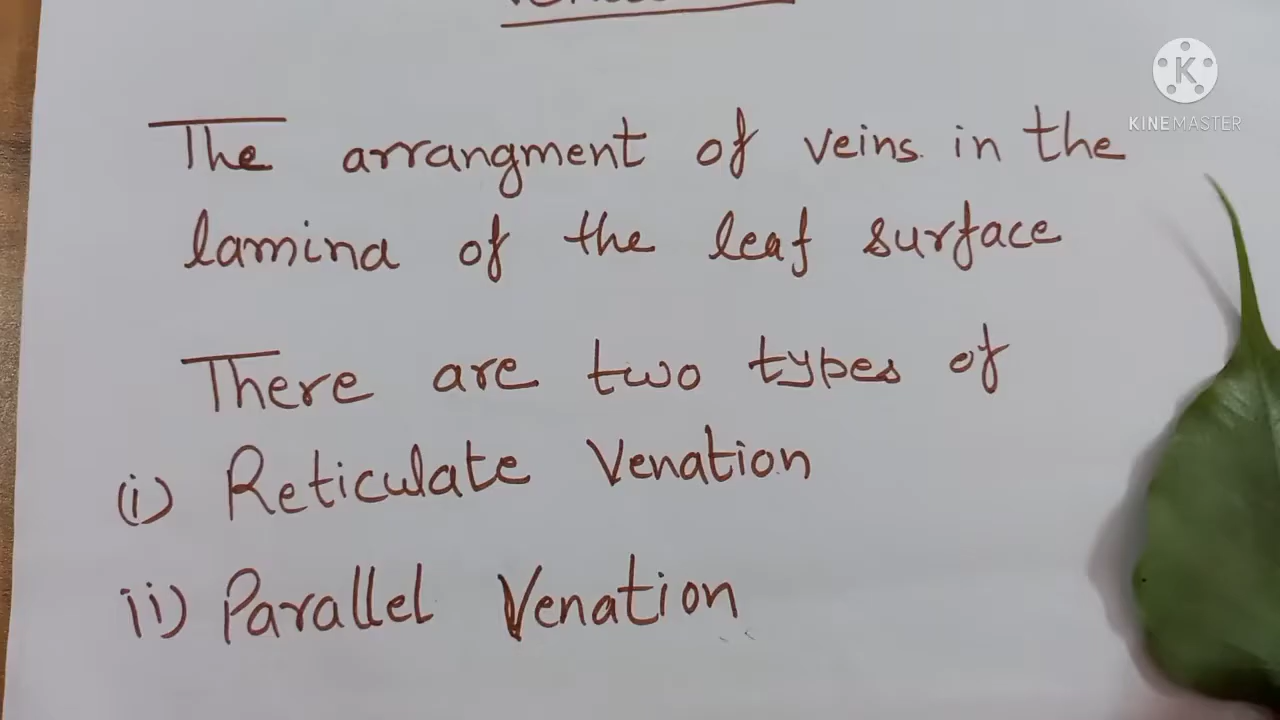 KINEMASTER
The arrangment of veins in the
lamina of the leaf surface
There are two types of
(i) Reticulate Venation
ii) Parallel Venation